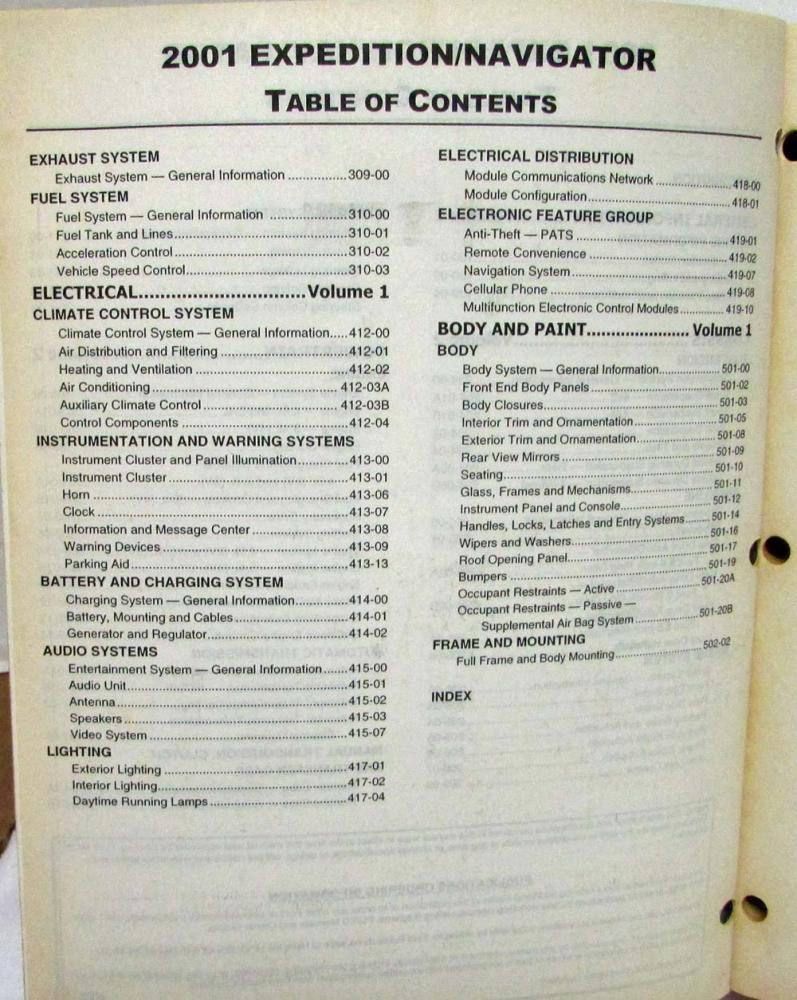 2001 EXPEDITION/NAVIGATOR
TABLE OF CONTENTS
EXHAUST SYSTEM
Exhaust System — General Information ................309-00
FUEL SYSTEM
Fuel System — General Information .....................310-00
Fuel Tank and Lines................................................310-01
Acceleration Control................................................310-02
Vehicle Speed Control............................................310-03
ELECTRICAL..............................Volume 1
CLIMATE CONTROL SYSTEM
Climate Control System — General Information.....412-00
Air Distribution and Filtering ...................................412-01
Heating and Ventilation ..........................................412-02
Air Conditioning .................................................... 412-03A
Auxiliary Climate Control ..................................... 412-03B
Control Components ..............................................412-04
INSTRUMENTATION AND WARNING SYSTEMS
Instrument Cluster and Panel Illumination..............413-00
Instrument Cluster ..................................................413-01
Horn .......................................................................413-06
Clock ......................................................................413-07
Information and Message Center ..........................413-08
Warning Devices ....................................................413-09
Parking Aid .............................................................413-13
BATTERY AND CHARGING SYSTEM
Charging System — General Information...............414-00
Battery, Mounting and Cables................................414-01
Generator and Regulator.......................................414-02
AUDIO SYSTEMS
Entertainment System — General Information.......415-00
Audio Unit...............................................................415-01
Antenna..................................................................415-02
Speakers ................................................................415-03
Video System .........................................................415-07
LIGHTING
Exterior Lighting .....................................................417-01
Interior Lighting.......................................................417-02
Daytime Running Lamps ........................................417-04
ELECTRICAL DISTRIBUTION
Module Communications Network ........................418-00
Module Configuration.............................................418-01
ELECTRONIC FEATURE GROUP
Anti-Theft — PATS ................................................419-01
Remote Convenience ............................................419-02
Navigation System .................................................419-07
Cellular Phone .......................................................419-08
Multifunction Electronic Control Modules...............419-10
BODY AND PAINT...................... Volume 1
BODY
Body System — General Information.................... 501-00
Front End Body Panels.......................................... 501-02
Body Closures........................................................ 501-03
Interior Trim and Ornamentation............................ 501-05
Exterior Trim and Ornamentation........................... 501-08
Rear View Mirrors .................................................. 501-09
Seating................................................................... 501-10
Glass, Frames and Mechanisms............................ 501-11
Instrument Panel and Console............................... 501-12
Handles, Locks, Latches and Entry Systems......... 501-14
Wipers and Washers.............................................. 501-16
Roof Opening Panel............................................... 501-17
Bumpers ................................................................ 501-19
Occupant Restraints — Active ............................ 501-20A
Occupant Restraints — Passive —
Supplemental Air Bag System ..................... 501-20B
FRAME AND MOUNTING
Full Frame and Body Mounting.............................. 502-02
INDEX